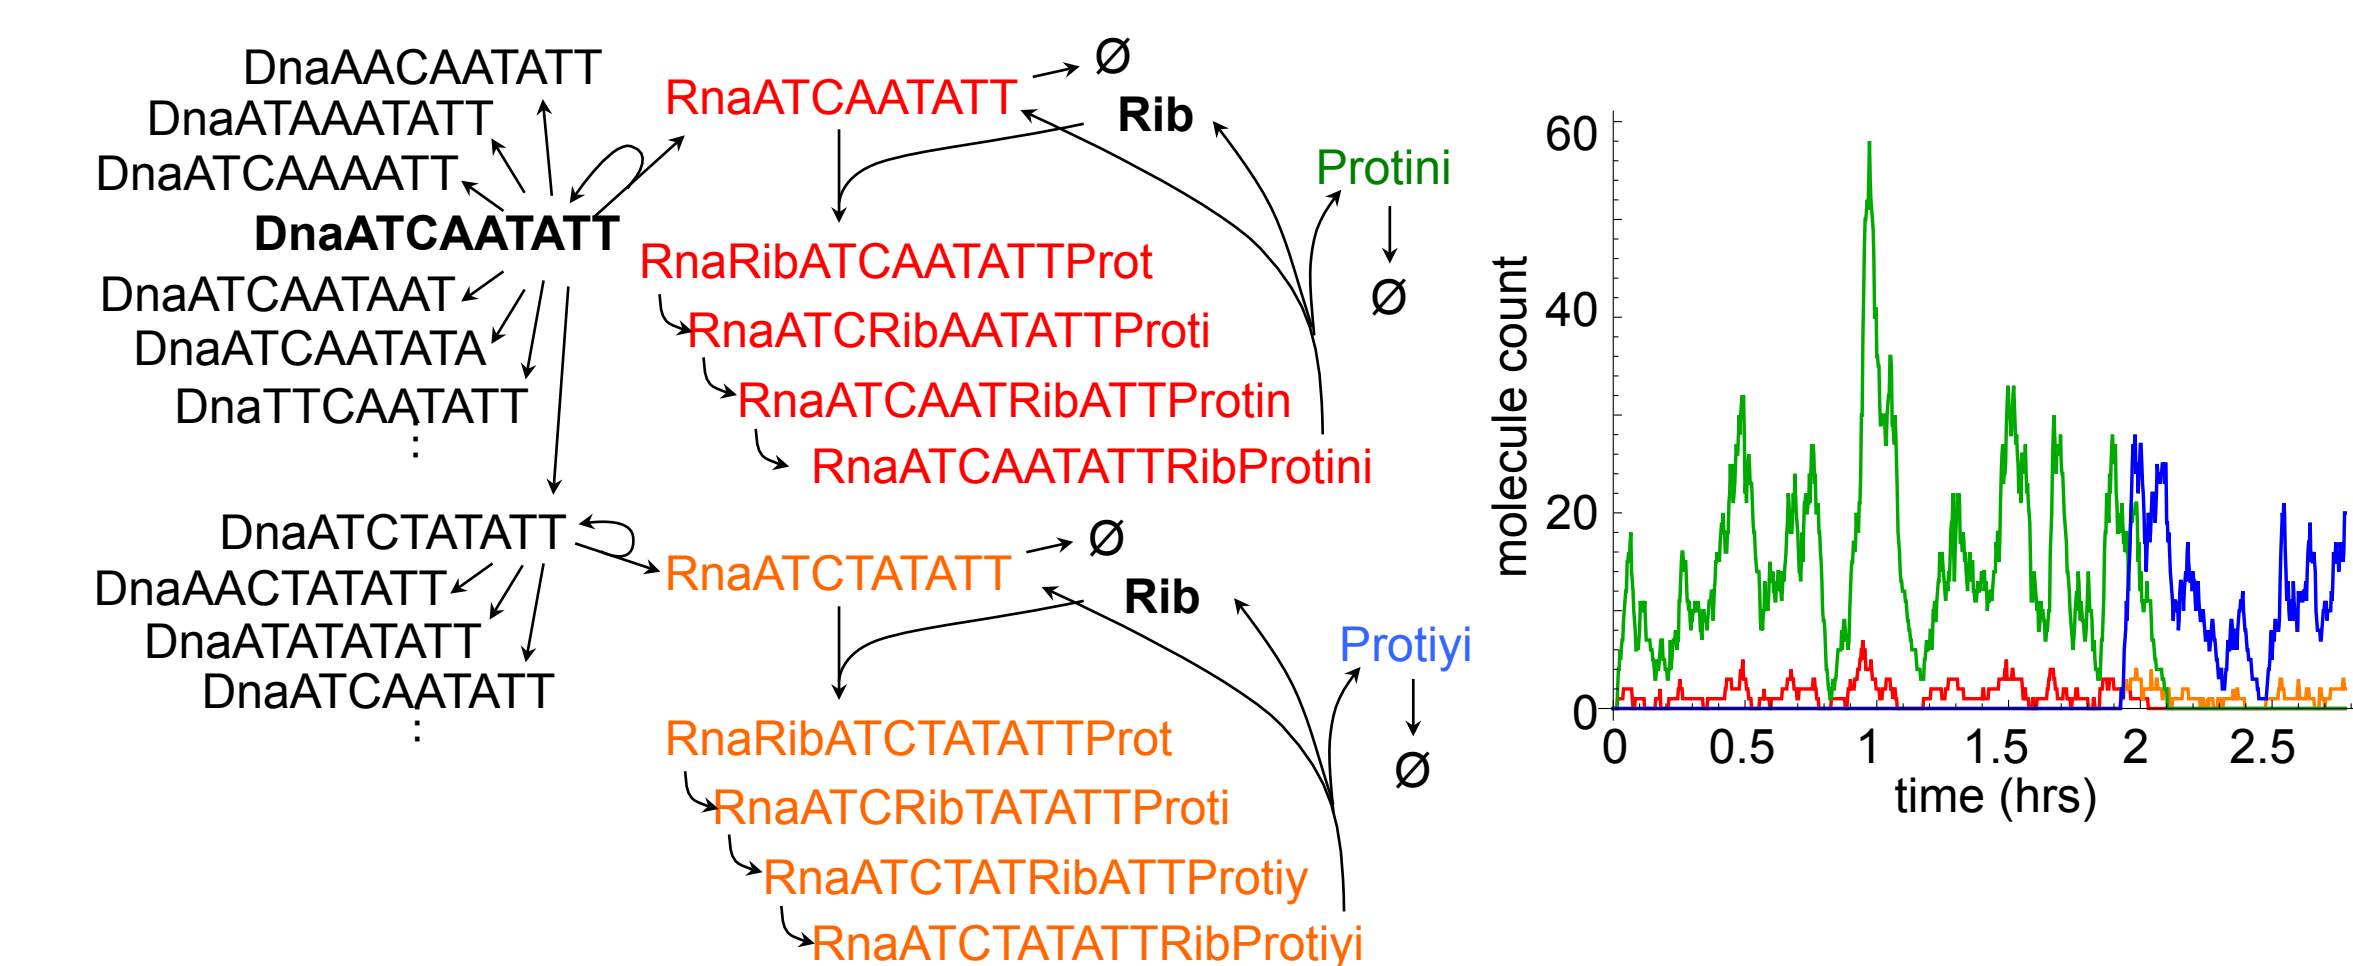 DnaAACAATATT
DnaATAAATATT
DnaATCAAAATT
DnaATCAATATT
DnaATCAATAAT
DnaATCAATATA
DnaTTCAATATT
⋮
DnaATCTATATT
DnaAACTATATT
DnaATATATATT
DnaATCAATATT
⋮
RnaATCAATATT
Ø
Rib
RnaRibATCAATATTProt
RnaATCRibAATATTProti
RnaATCAATRibATTProtin
RnaATCAATATTRibProtini
Protini
Ø
RnaATCTATATT
Ø
Rib
RnaRibATCTATATTProt
RnaATCRibTATATTProti
RnaATCTATRibATTProtiy
RnaATCTATATTRibProtiyi
Protiyi
Ø
molecule count
60
40
20
0
0 0.5 1 1.5 2 2.5
time (hrs)